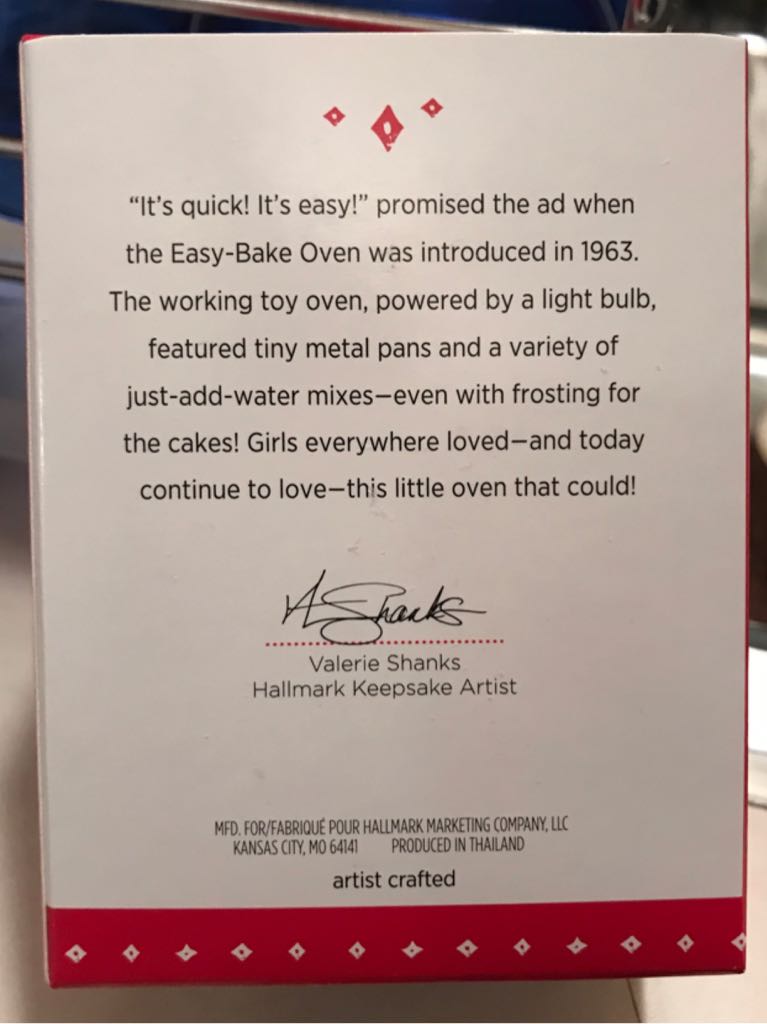 “It’s quick! It’s easy!” promised the ad when
the Easy-Bake Oven was introduced in 1963.
The working toy oven, powered by a light bulb,
featured tiny metal pans and a variety of
just-add-water mixes—even with frosting for
the cakes! Girls everywhere loved—and today
continue to love—this little oven that could!
V Shanks
Valerie Shanks
Hallmark Keepsake Artist
MFD. FOR/FABRIQUÉ POUR HALLMARK MARKETING COMPANY, LLC
KANSAS CITY, MO 64141 PRODUCED IN THAILAND
artist crafted